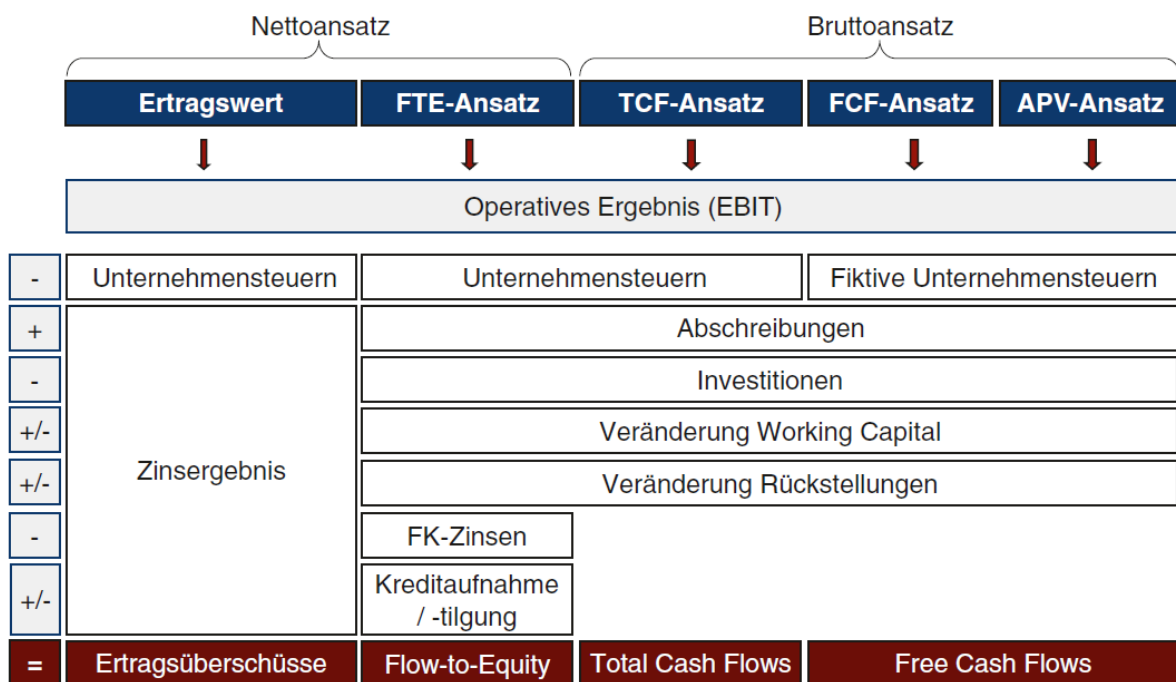 Nettoansatz Bruttoansatz
Ertragswert FTE-Ansatz TCF-Ansatz FCF-Ansatz APV-Ansatz
Operatives Ergebnis (EBIT)
- Unternehmensteuern Unternehmensteuern Fiktive Unternehmensteuern
+ Abschreibungen
- Investitionen
+/- Veränderung Working Capital
Zinsergebnis
+/- Veränderung Rückstellungen
- FK-Zinsen
+/- Kreditaufnahme
/ -tilgung
= Ertragsüberschüsse Flow-to-Equity Total Cash Flows Free Cash Flows